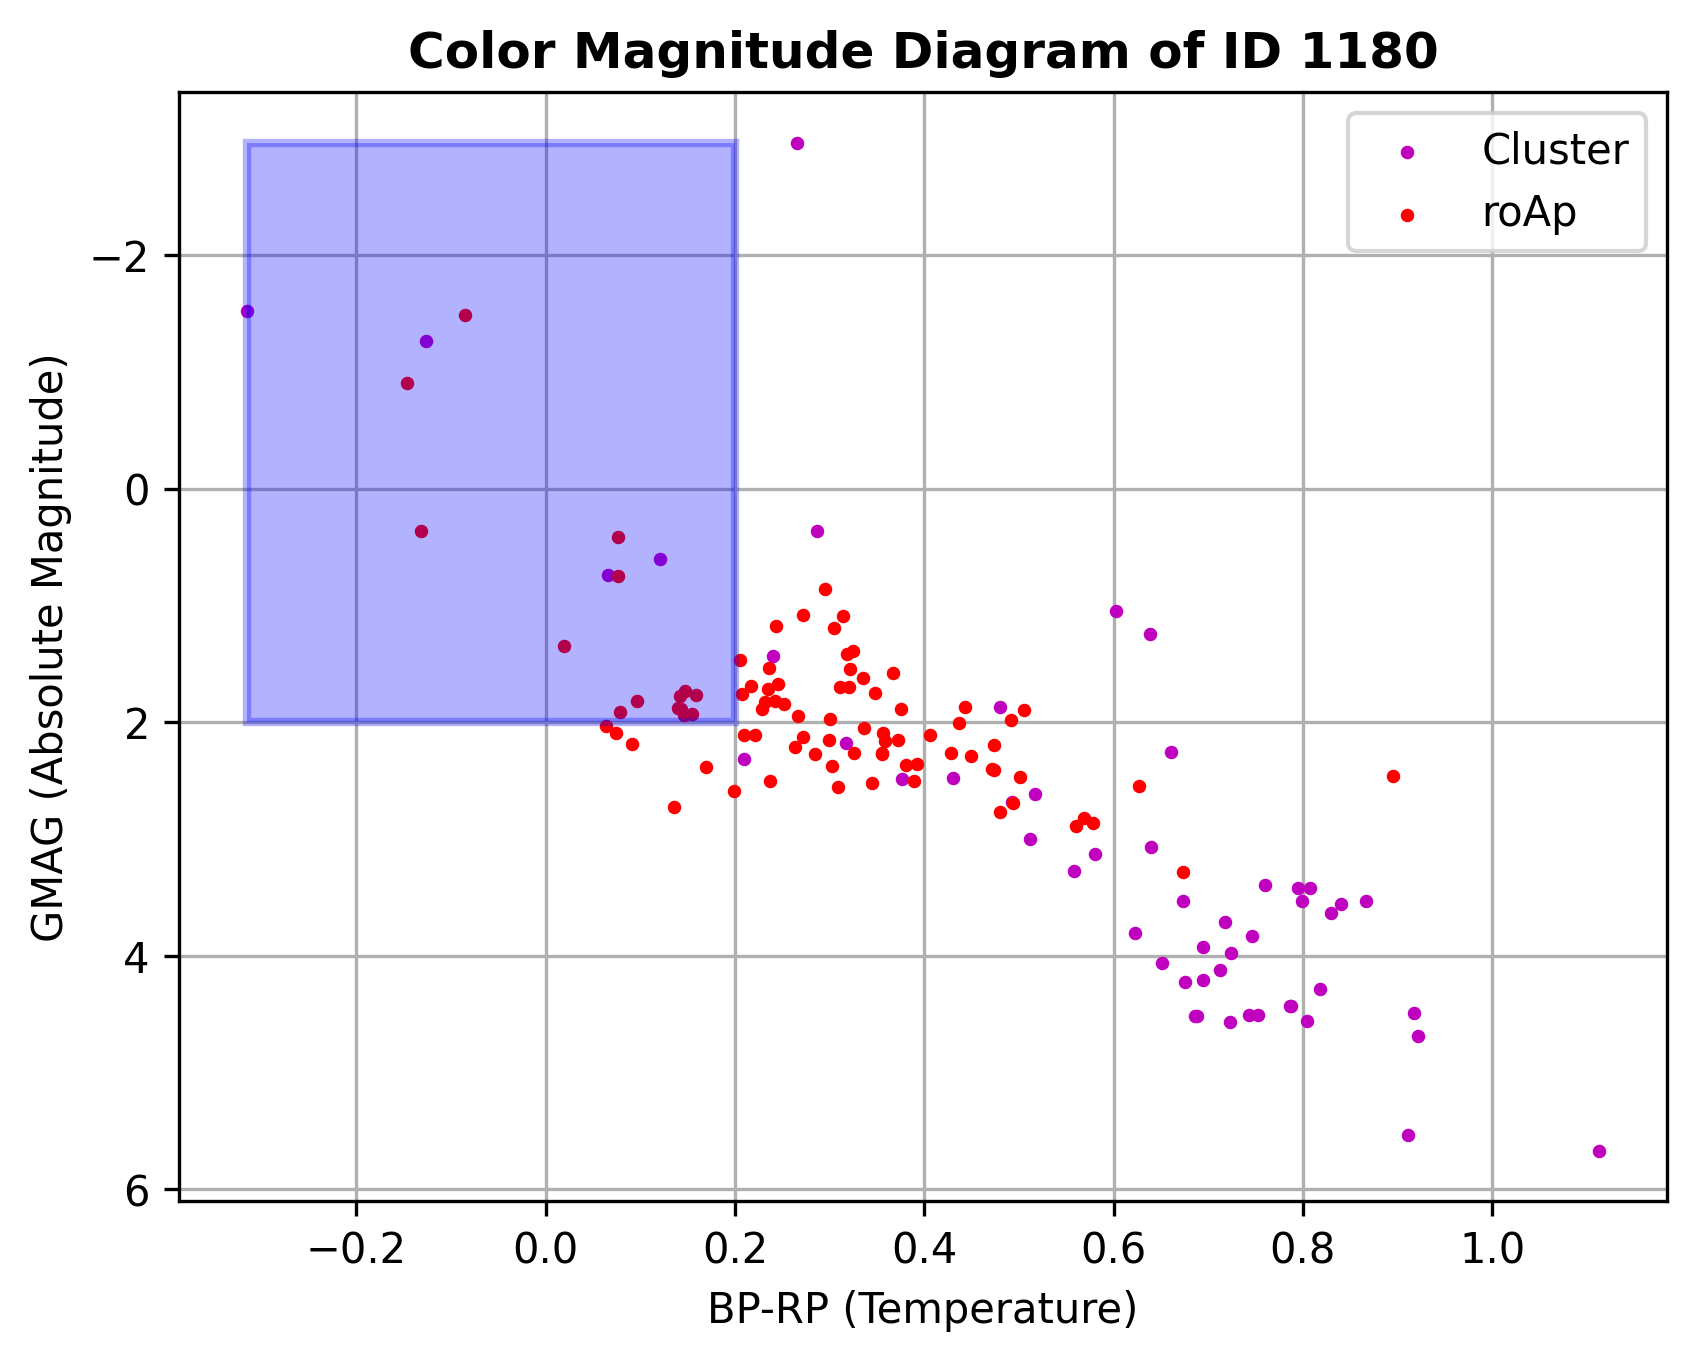 Color Magnitude Diagram of ID 1180
Cluster
roAp
GMAG (Absolute Magnitude)
−2
0
2
4
6
−0.2 0.0 0.2 0.4 0.6 0.8 1.0
BP-RP (Temperature)